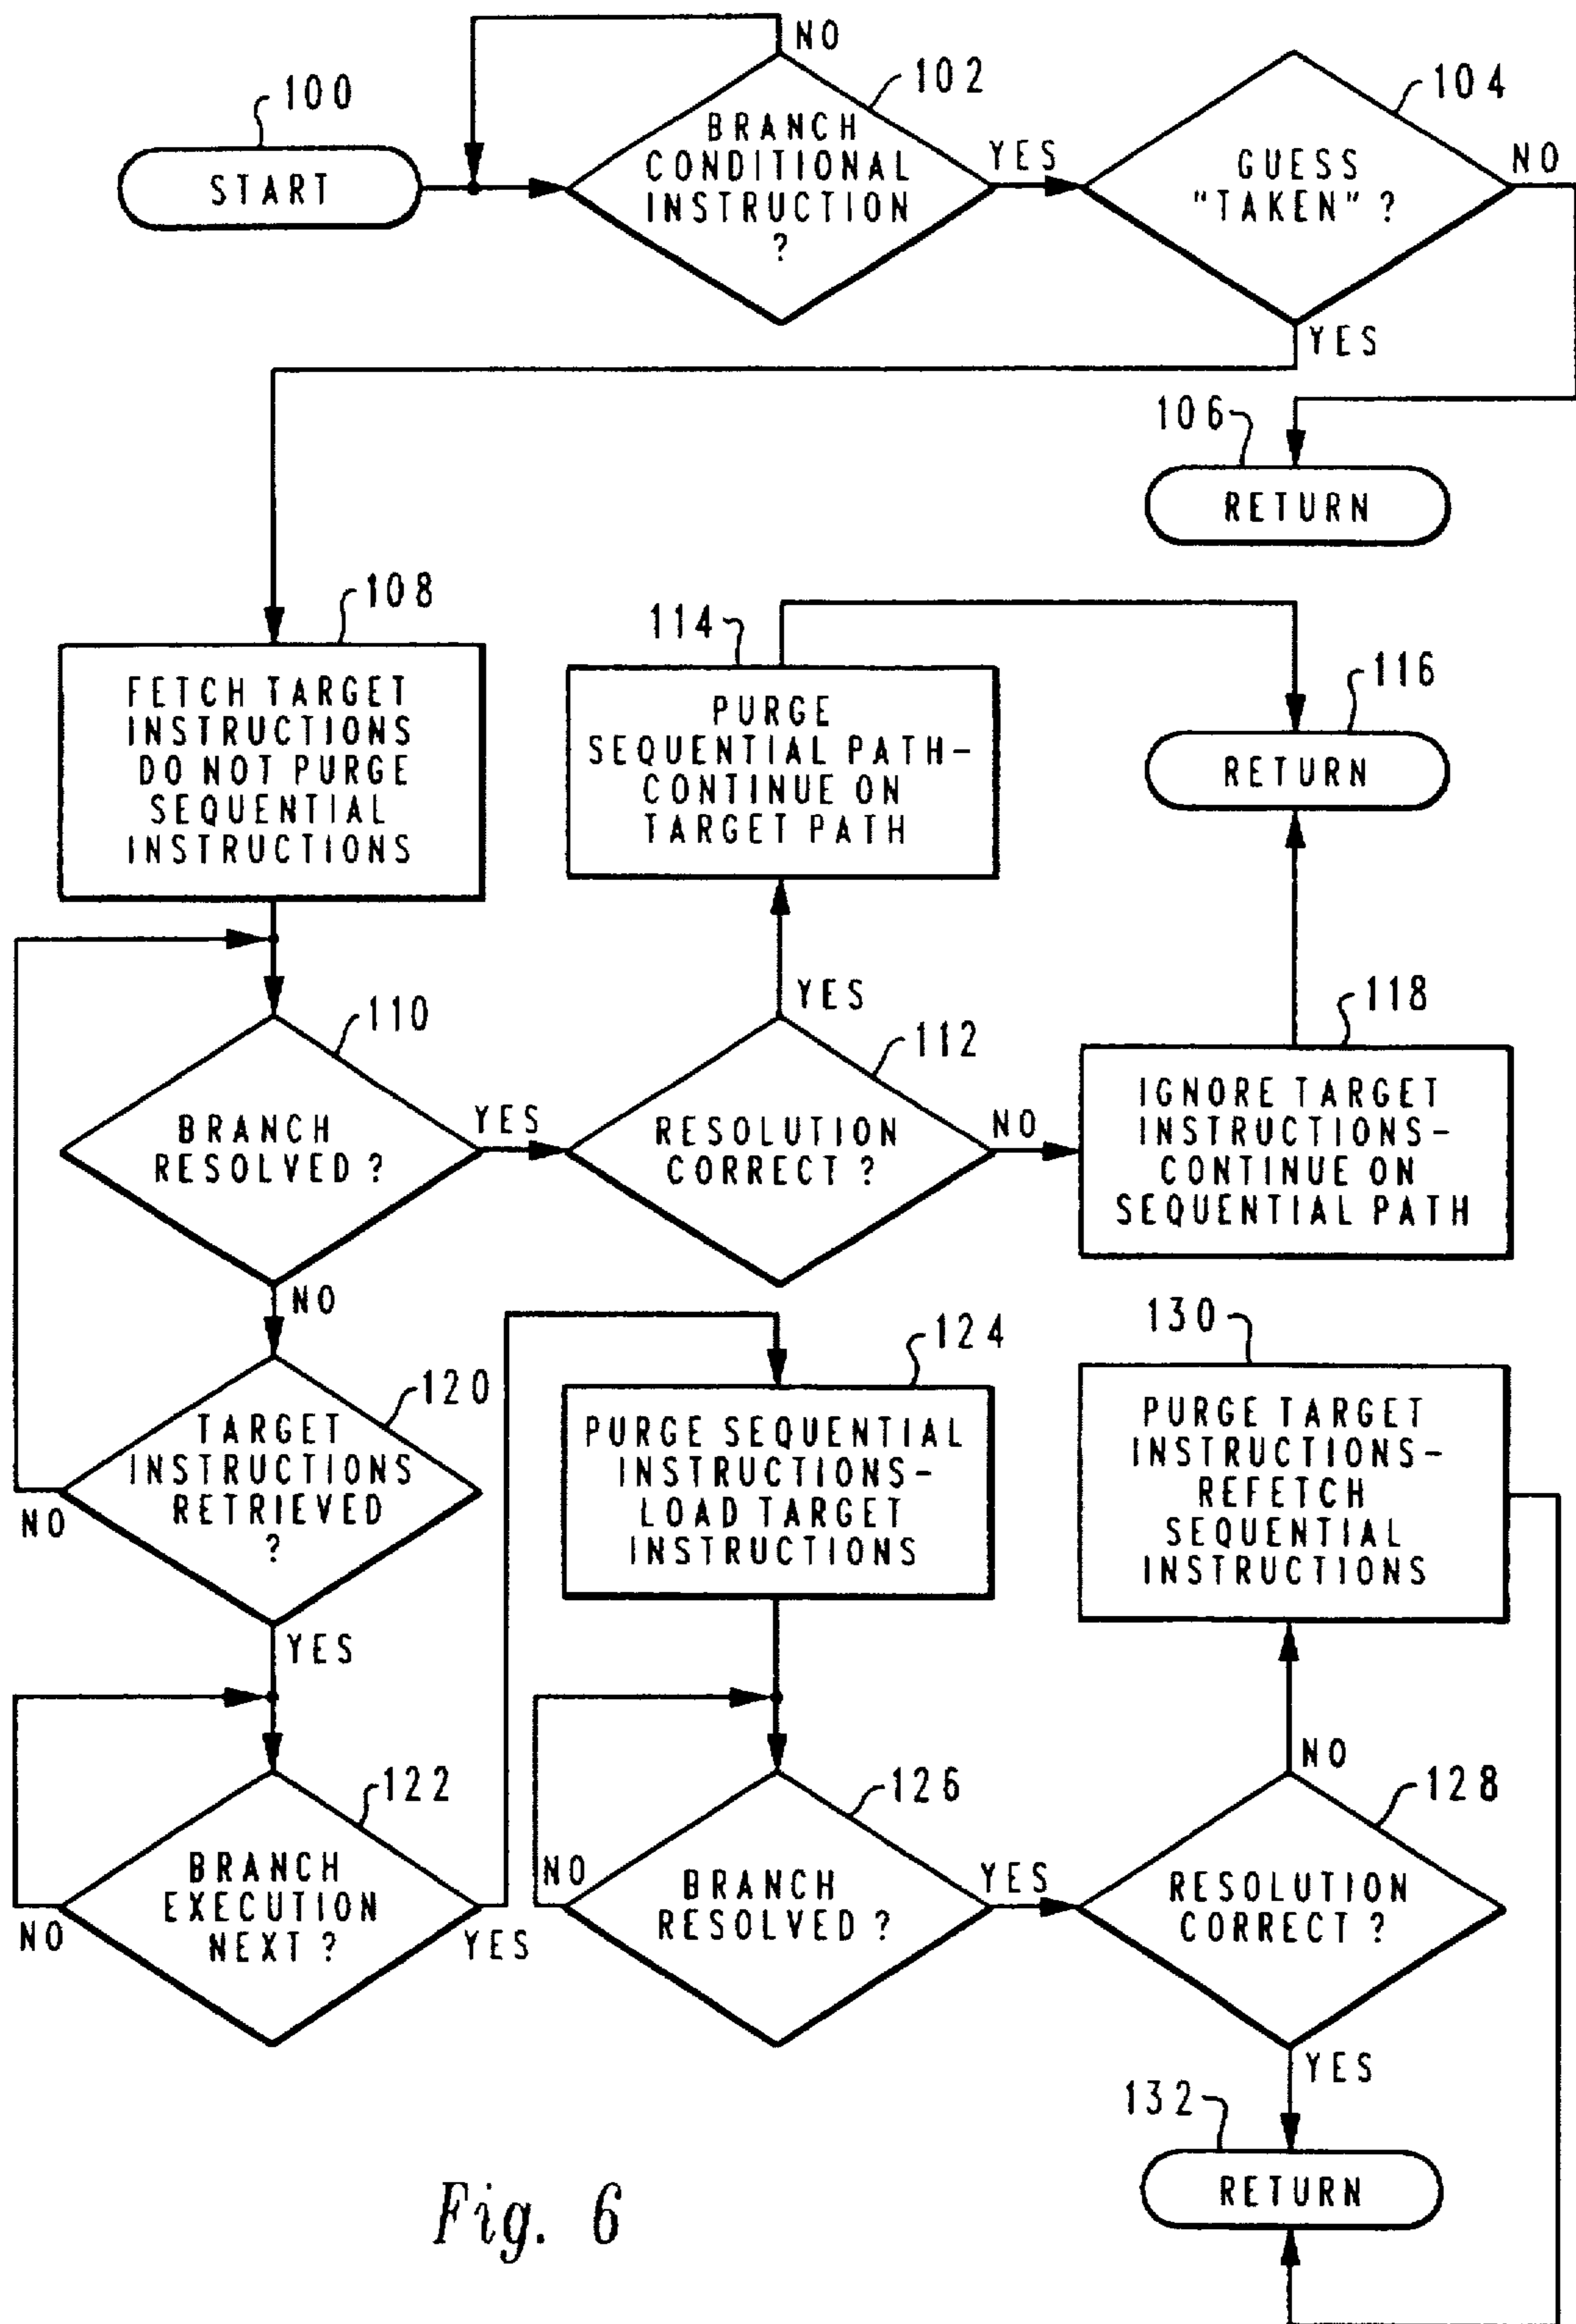 NO
100
102
104
START
BRANCH
CONDITIONAL
INSTRUCTION
?
YES
GUESS
"TAKEN" ?
NO
YES
106
RETURN
108
FETCH TARGET
INSTRUCTIONS
DO NOT PURGE
SEQUENTIAL
INSTRUCTIONS
114
PURGE
SEQUENTIAL PATH-
CONTINUE ON
TARGET PATH
116
RETURN
110
BRANCH
RESOLVED ?
YES
YES
112
RESOLUTION
CORRECT ?
NO
118
IGNORE TARGET
INSTRUCTIONS-
CONTINUE ON
SEQUENTIAL PATH
NO
120
TARGET
INSTRUCTIONS
RETRIEVED
?
NO
YES
124
PURGE SEQUENTIAL
INSTRUCTIONS-
LOAD TARGET
INSTRUCTIONS
130
PURGE TARGET
INSTRUCTIONS-
REFETCH
SEQUENTIAL
INSTRUCTIONS
122
BRANCH
EXECUTION
NEXT ?
NO
YES
126
NO
BRANCH
RESOLVED ?
YES
NO
128
RESOLUTION
CORRECT ?
YES
132
RETURN
Fig. 6